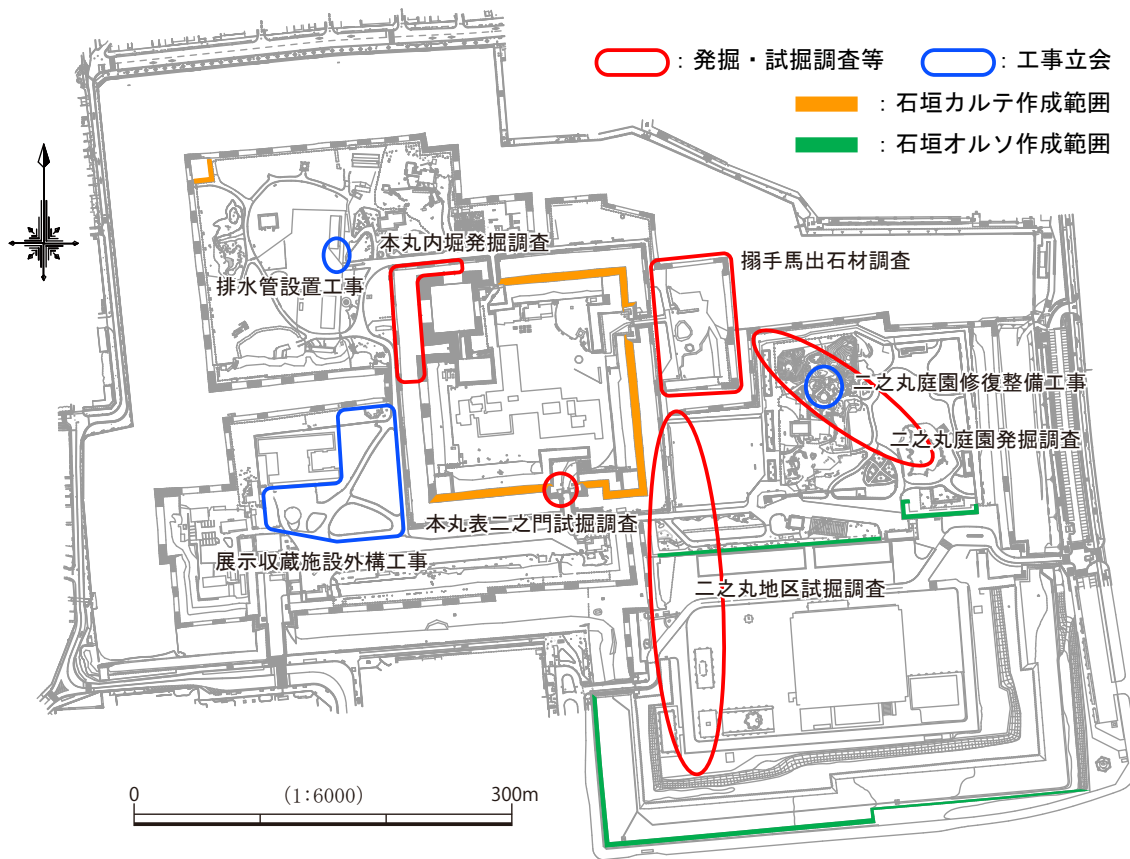 ：発掘・試掘調査等
：工事立会
：石垣カルテ作成範囲
：石垣オルソ作成範囲
本丸内堀発掘調査
搦手馬出石材調査
排水管設置工事
二之丸庭園修復整備工事
二之丸庭園発掘調査
本丸表二之門試掘調査
展示収蔵施設外構工事
二之丸地区試掘調査
0 (1:6000) 300m